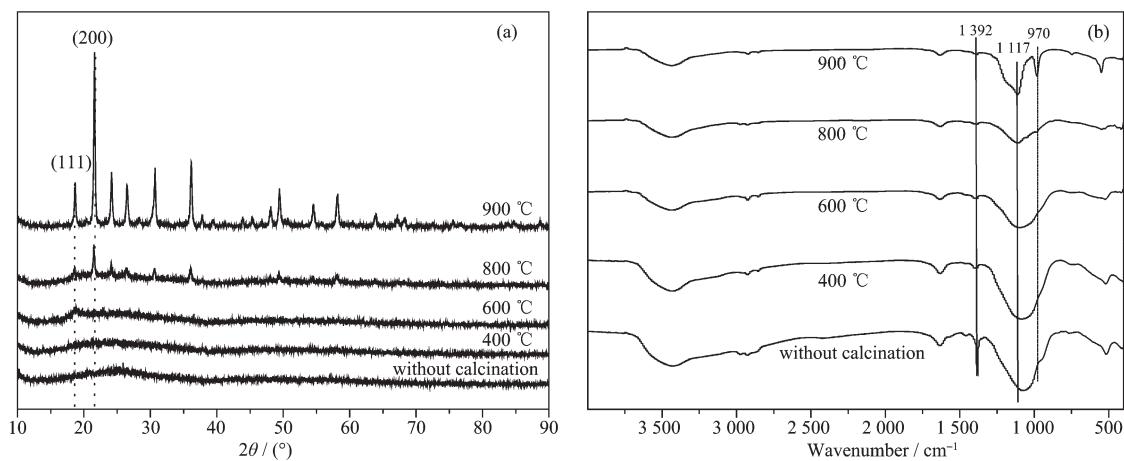 (a)
(200)
(111)
900 ℃
800 ℃
600 ℃
400 ℃
without calcination
10 20 30 40 50 60 70 80 90
2θ / (°)
(b)
1 392
1 117
970
900 ℃
800 ℃
600 ℃
400 ℃
without calcination
3 500 3 000 2 500 2 000 1 500 1 000 500
Wavenumber / cm⁻¹